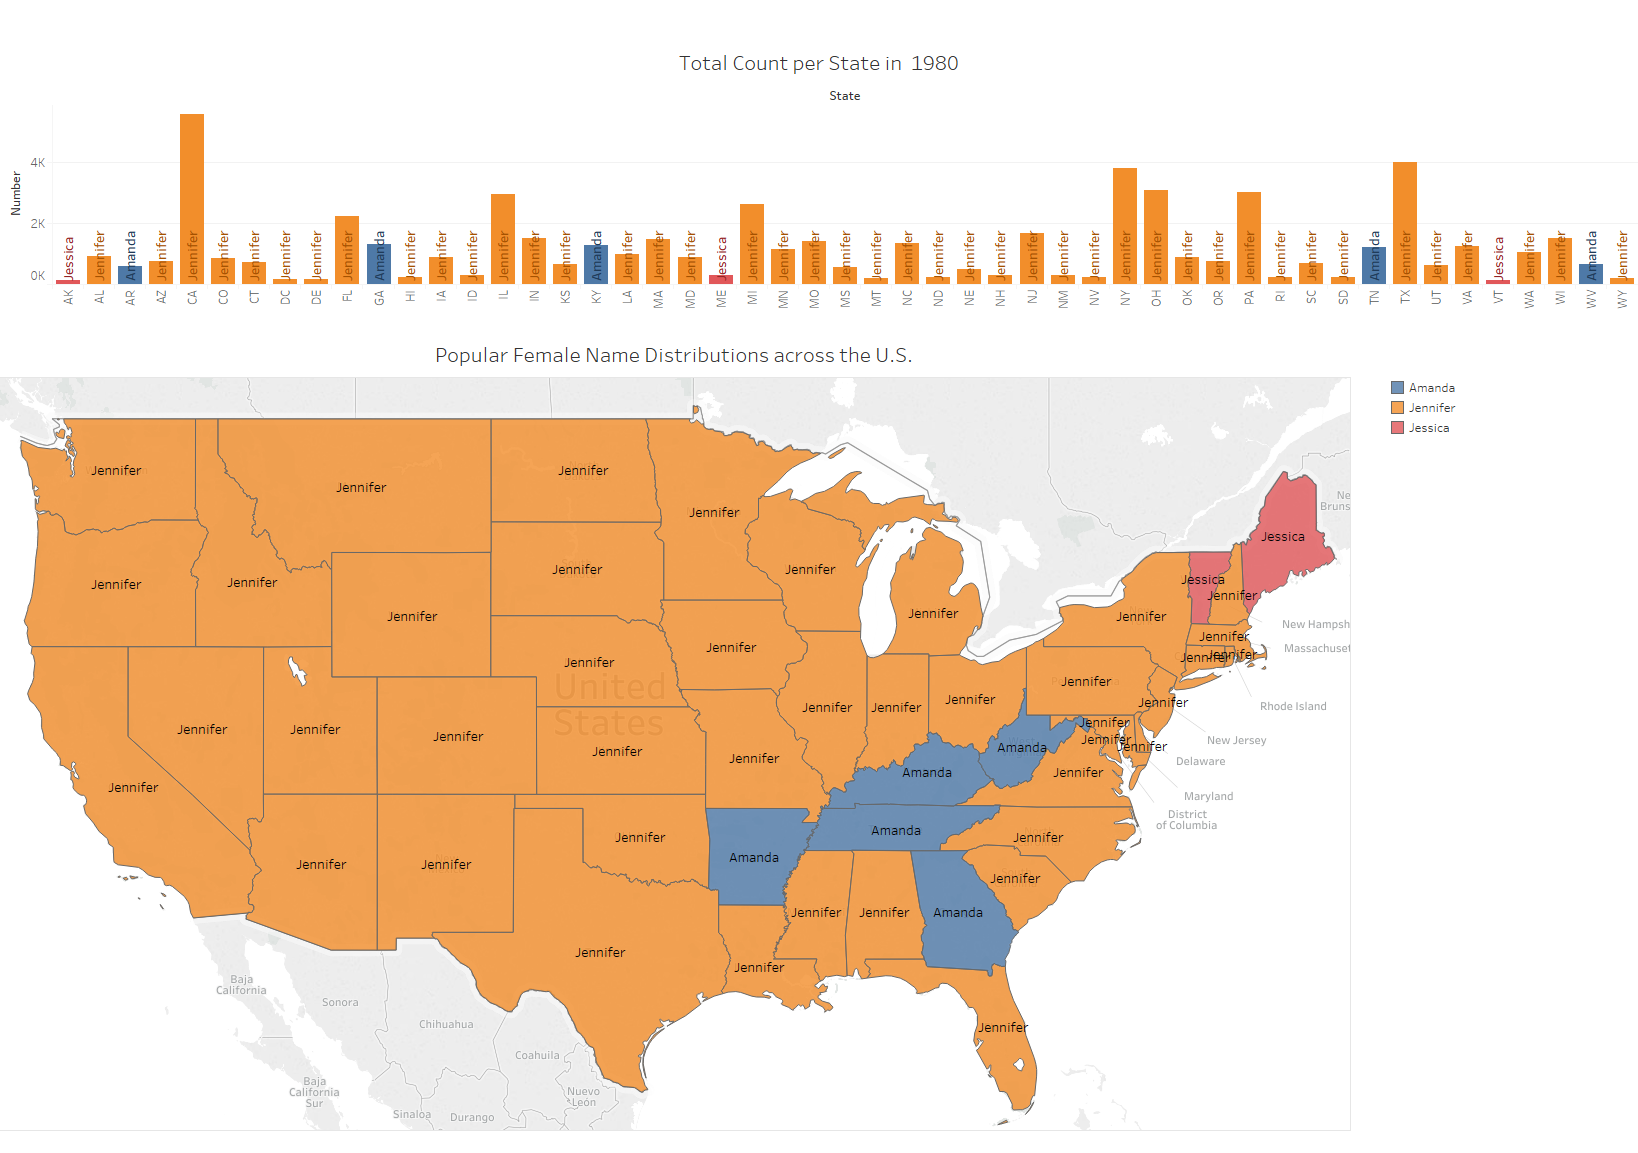 Total Count per State in 1980
State
Number
4K
2K
0K
Jessica Jennifer Amanda Jennifer Jennifer Jennifer Jennifer Jennifer Jennifer Jennifer Amanda Jennifer Jennifer Jennifer Jennifer Jennifer Jennifer Amanda Jennifer Jennifer Jennifer Jessica Jennifer Jennifer Jennifer Jennifer Jennifer Jennifer Jennifer Jennifer Jennifer Jennifer Jennifer Jennifer Jennifer Jennifer Jennifer Jennifer Jennifer Jennifer Jennifer Jennifer Amanda Jennifer Jennifer Jennifer Jessica Jennifer Jennifer Amanda Jennifer
AK AL AR AZ CA CO CT DC DE FL GA HI IA ID IL IN KS KY LA MA MD ME MI MN MO MS MT NC ND NE NH NJ NM NV NY OH OK OR PA RI SC SD TN TX UT VA VT WA WI WV WY
Popular Female Name Distributions across the U.S.
Amanda
Jennifer
Jessica
Jennifer
Jennifer
Jennifer
Jennifer
Jessica
Ne
Bruns
Jennifer
Jennifer
Jennifer
Jennifer
Jessica
Jennifer
Jennifer
Jennifer
Jennifer
Jennifer
New Hampsh
Jennifer
Massachuset
Jennifer
Jennifer
Jennifer
Jennifer
Jennifer
United
States
Jennifer
Jennifer
Jennifer
Jennifer
Rhode Island
Jennifer
Jennifer
Jennifer
Jennifer
Jennifer
Jennifer
Jennifer
New Jersey
Amanda
Jennifer
Jennifer
Delaware
Amanda
Jennifer
Jennifer
Maryland
District
of Columbia
Jennifer
Amanda
Jennifer
Amanda
Jennifer
Jennifer
Jennifer
Jennifer
Jennifer
Amanda
Jennifer
Jennifer
Baja
California
Sonora
Chihuahua
Jennifer
Coahuila
Baja
California
Sur
Nuevo
León
Sinaloa
Durango